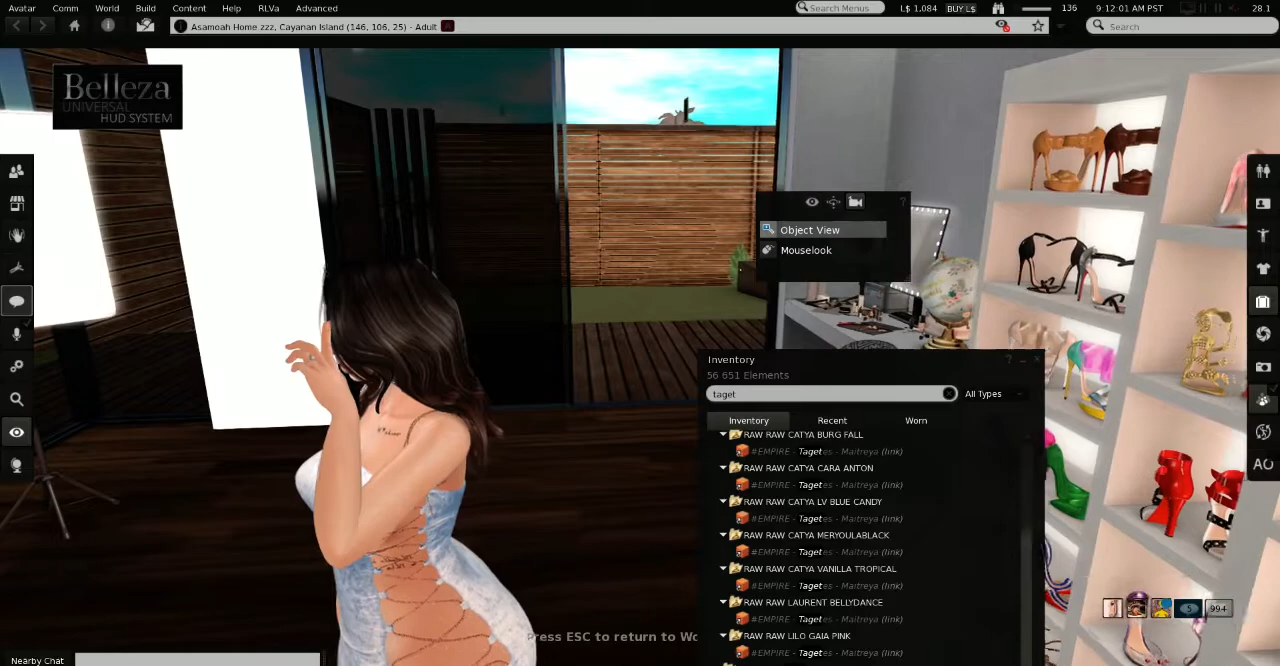 Avatar Comm World Build Content Help RLVa Advanced
Search Menus
L$ 1,084 BUY L$ 136 9:12:01 AM PST 28.1
Asamoah Home zzz, Cayanan Island (146, 106, 25) - Adult
Search
Belleza
UNIVERSAL
HUD SYSTEM
?
Object View
Mouselook
Inventory ?
56 651 Elements
taget All Types
Inventory Recent Worn
RAW RAW CATYA BURG FALL
#EMPIRE - Tagetes - Maitreya (link)
RAW RAW CATYA CARA ANTON
#EMPIRE - Tagetes - Maitreya (link)
RAW RAW CATYA LV BLUE CANDY
#EMPIRE - Tagetes - Maitreya (link)
RAW RAW CATYA MERYOULABLACK
#EMPIRE - Tagetes - Maitreya (link)
RAW RAW CATYA VANILLA TROPICAL
#EMPIRE - Tagetes - Maitreya (link)
RAW RAW LAURENT BELLYDANCE
#EMPIRE - Tagetes - Maitreya (link)
RAW RAW LILO GAIA PINK
AO
5 994
Press ESC to return to Wo
Nearby Chat